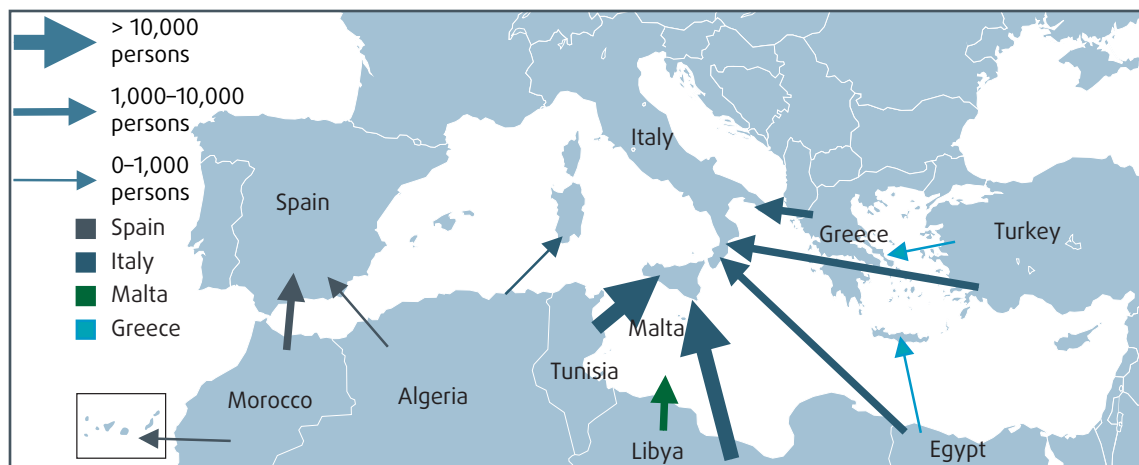 > 10,000
persons
1,000–10,000
persons
0–1,000
persons
Spain
Italy
Malta
Greece
Italy
Spain
Greece
Turkey
Malta
Tunisia
Algeria
Morocco
Libya
Egypt